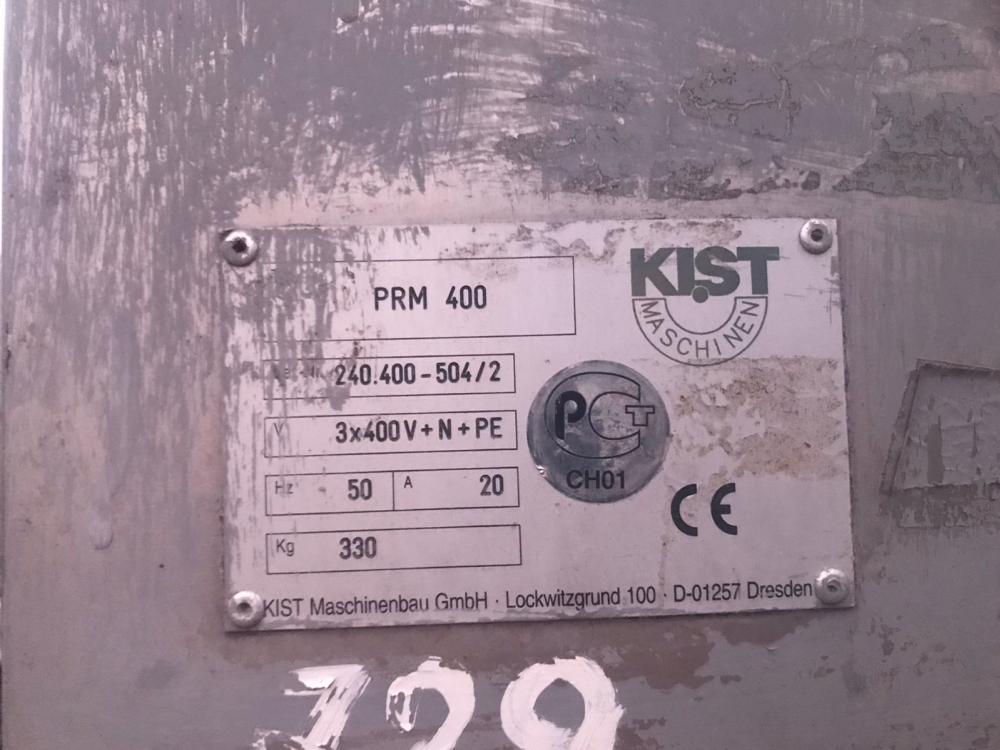 PRM 400
KIST
MASCHINEN
240.400-504/2
V 3x400V+N+PE
Hz 50 A 20
Kg 330
PCT
CH01
CE
KIST Maschinenbau GmbH · Lockwitzgrund 100 · D-01257 Dresden